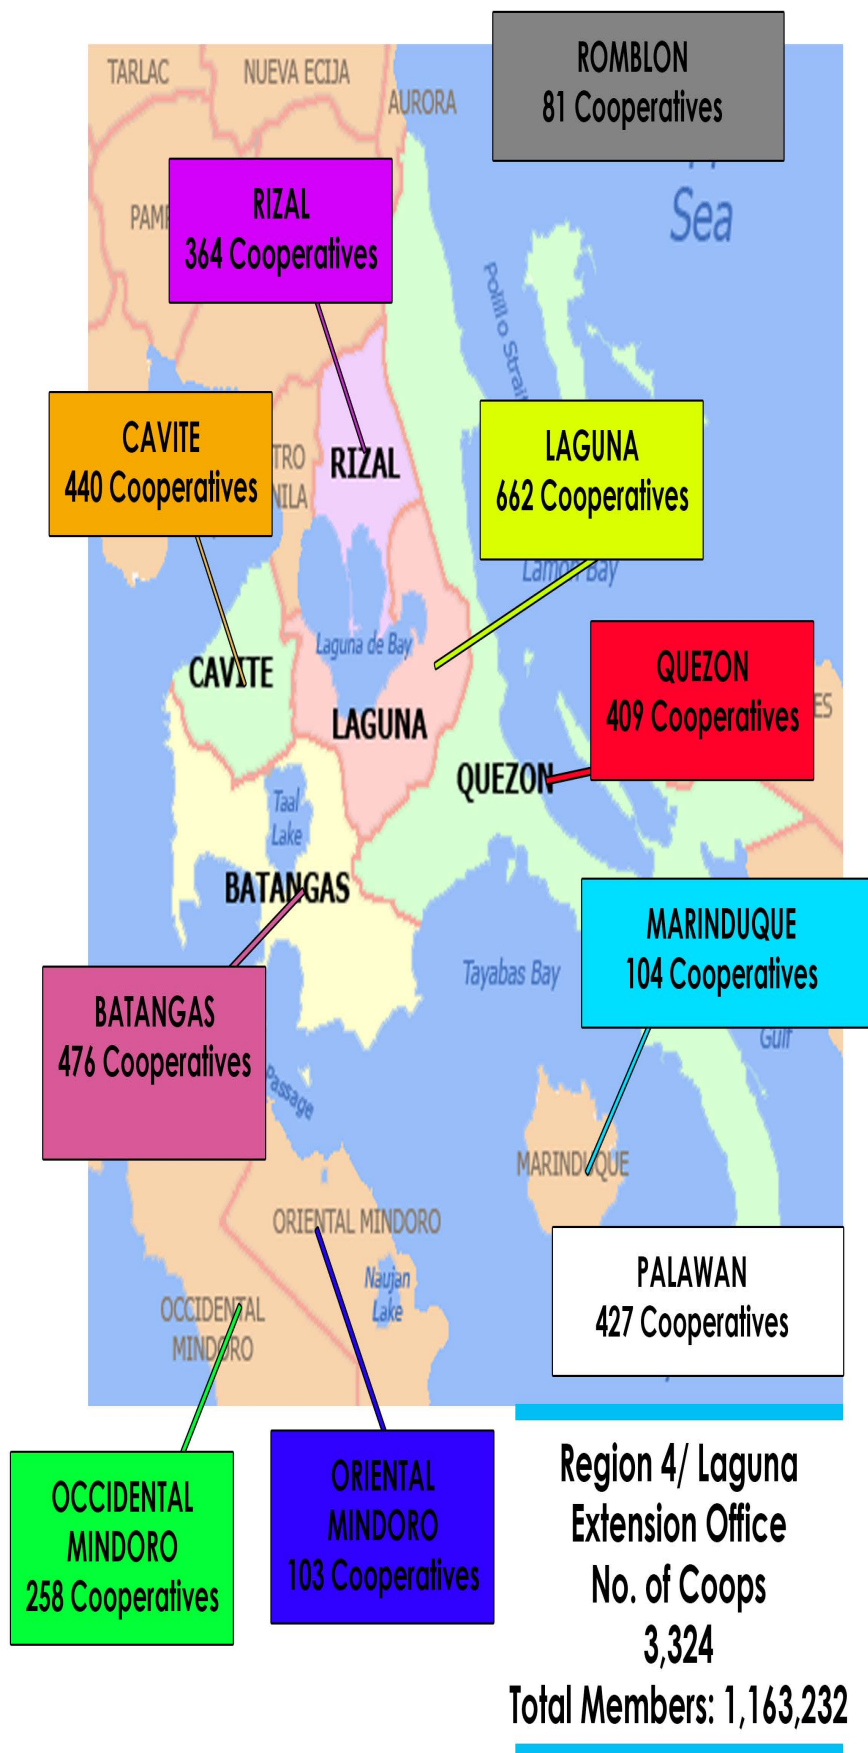 ROMBLON
81 Cooperatives
TARLAC
NUEVA ECIJA
AURORA
RIZAL
364 Cooperatives
Sea
Polillo Strait
CAVITE
440 Cooperatives
RIZAL
LAGUNA
662 Cooperatives
Lamon Bay
Laguna de Bay
CAVITE
QUEZON
409 Cooperatives
LAGUNA
QUEZON
Taal
Lake
BATANGAS
MARINDUQUE
104 Cooperatives
Tayabas Bay
BATANGAS
476 Cooperatives
Gulf
Passage
MARINDUQUE
ORIENTAL MINDORO
Naujan
Lake
OCCIDENTAL
MINDORO
PALAWAN
427 Cooperatives
OCCIDENTAL
MINDORO
258 Cooperatives
ORIENTAL
MINDORO
103 Cooperatives
Region 4/ Laguna
Extension Office
No. of Coops
3,324
Total Members: 1,163,232